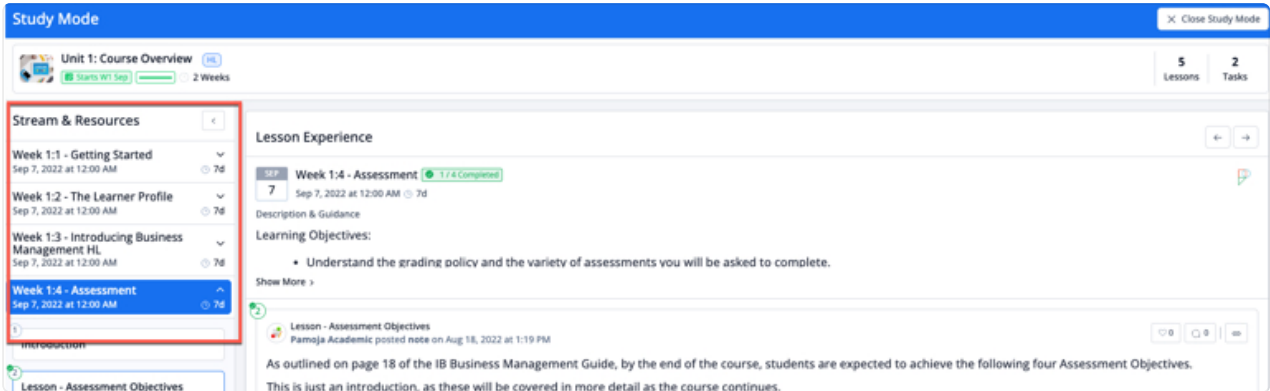 Study Mode
× Close Study Mode
Unit 1: Course Overview HL
Starts W1 Sep 2 Weeks
5 Lessons
2 Tasks
Stream & Resources
Week 1:1 - Getting Started
Sep 7, 2022 at 12:00 AM 7d
Week 1:2 - The Learner Profile
Sep 7, 2022 at 12:00 AM 7d
Week 1:3 - Introducing Business
Management HL
Sep 7, 2022 at 12:00 AM 7d
Week 1:4 - Assessment
Sep 7, 2022 at 12:00 AM 7d
1
Introduction
2
Lesson - Assessment Objectives
Lesson Experience
SEP
7
Week 1:4 - Assessment 1/4 Completed
Sep 7, 2022 at 12:00 AM 7d
Description & Guidance
Learning Objectives:
• Understand the grading policy and the variety of assessments you will be asked to complete.
Show More >
2
Lesson - Assessment Objectives
Pamoja Academic posted note on Aug 18, 2022 at 1:19 PM
0 0
As outlined on page 18 of the IB Business Management Guide, by the end of the course, students are expected to achieve the following four Assessment Objectives.
This is just an introduction, as these will be covered in more detail as the course continues.